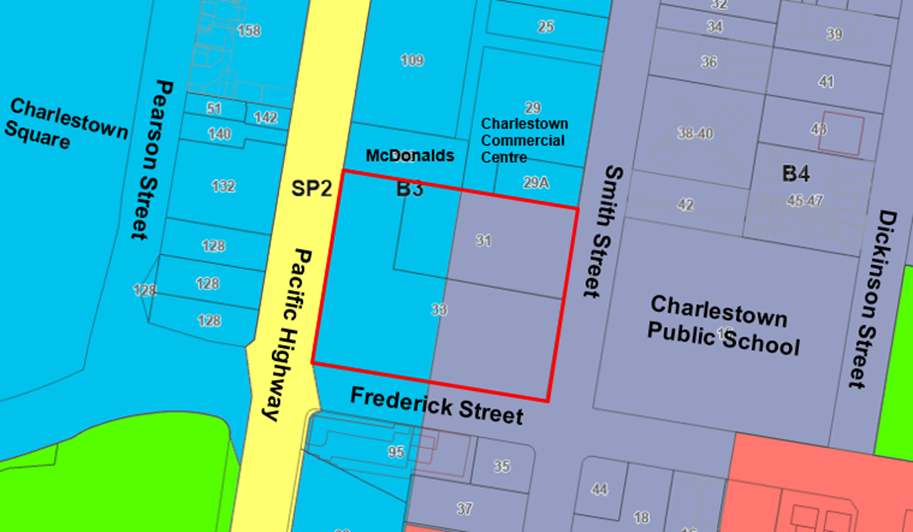 32
158
25
34
39
109
36
41
29
51
142
Charlestown
Square
Pearson Street
140
38-40
Charlestown
Commercial
Centre
McDonalds
B4
SP2
B3
29A
132
42
45-47
Smith Street
31
128
Dickinson Street
128
128
128
Pacific Highway
33
Charlestown
Public School
Frederick Street
95
35
44
37
18